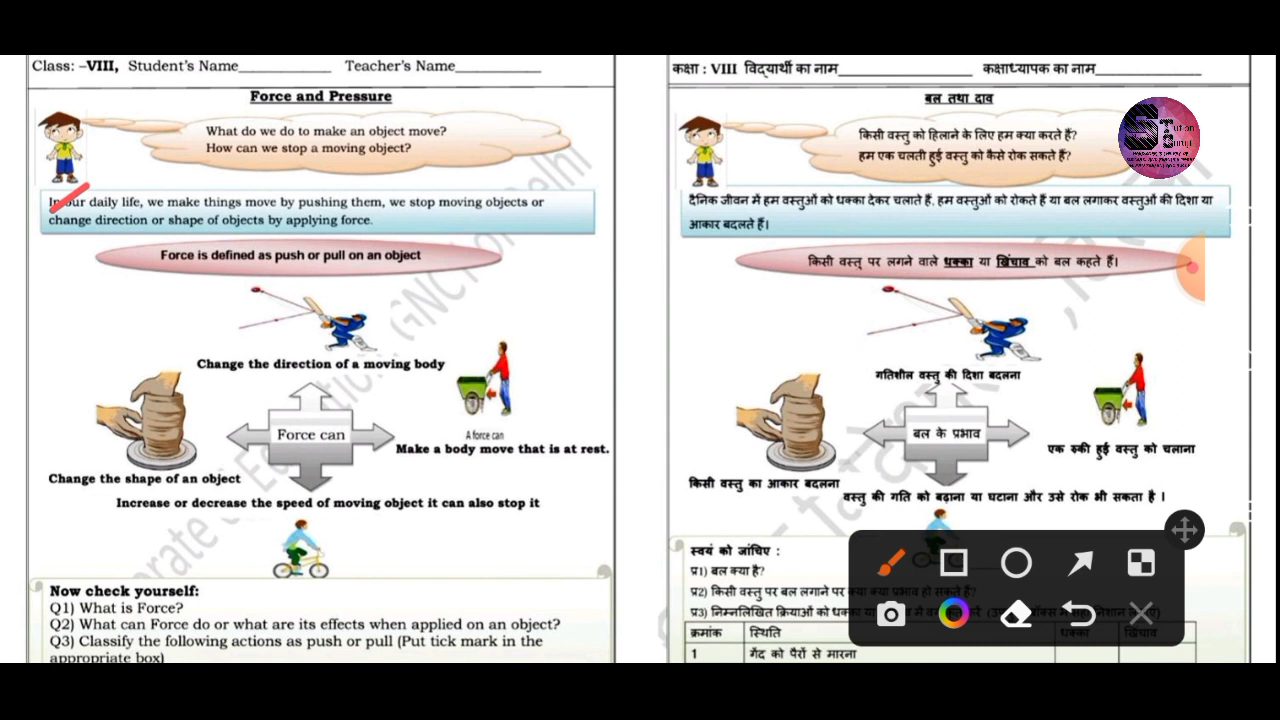 Class: –VIII, Student's Name____________ Teacher's Name___________
Force and Pressure
What do we do to make an object move?
How can we stop a moving object?
In our daily life, we make things move by pushing them, we stop moving objects or
change direction or shape of objects by applying force.
Force is defined as push or pull on an object
Change the direction of a moving body
Force can
A force can
Make a body move that is at rest.
Change the shape of an object
Increase or decrease the speed of moving object it can also stop it
Now check yourself:
Q1) What is Force?
Q2) What can Force do or what are its effects when applied on an object?
Q3) Classify the following actions as push or pull (Put tick mark in the
appropriate box)
कक्षा : VIII विद्यार्थी का नाम__________________ कक्षाध्यापक का नाम______________
बल तथा दाव
किसी वस्तु को हिलाने के लिए हम क्या करते हैं?
हम एक चलती हुई वस्तु को कैसे रोक सकते हैं?
दैनिक जीवन में हम वस्तुओं को धक्का देकर चलाते हैं, हम वस्तुओं को रोकते हैं या बल लगाकर वस्तुओं की दिशा या
आकार बदलते हैं।
किसी वस्तु पर लगने वाले धक्का या खिंचाव को बल कहते हैं।
गतिशील वस्तु की दिशा बदलना
बल के प्रभाव
एक रुकी हुई वस्तु को चलाना
किसी वस्तु का आकार बदलना
वस्तु की गति को बढ़ाना या घटाना और उसे रोक भी सकता है ।
स्वयं को जांचिए :
प्र1) बल क्या है?
प्र2) किसी वस्तु पर बल लगाने पर क्या क्या प्रभाव हो सकते हैं?
प्र3) निम्नलिखित क्रियाओं को धक्का या
क्रमांक स्थिति धक्का खिंचाव
1 गेंद को पैरों से मारना